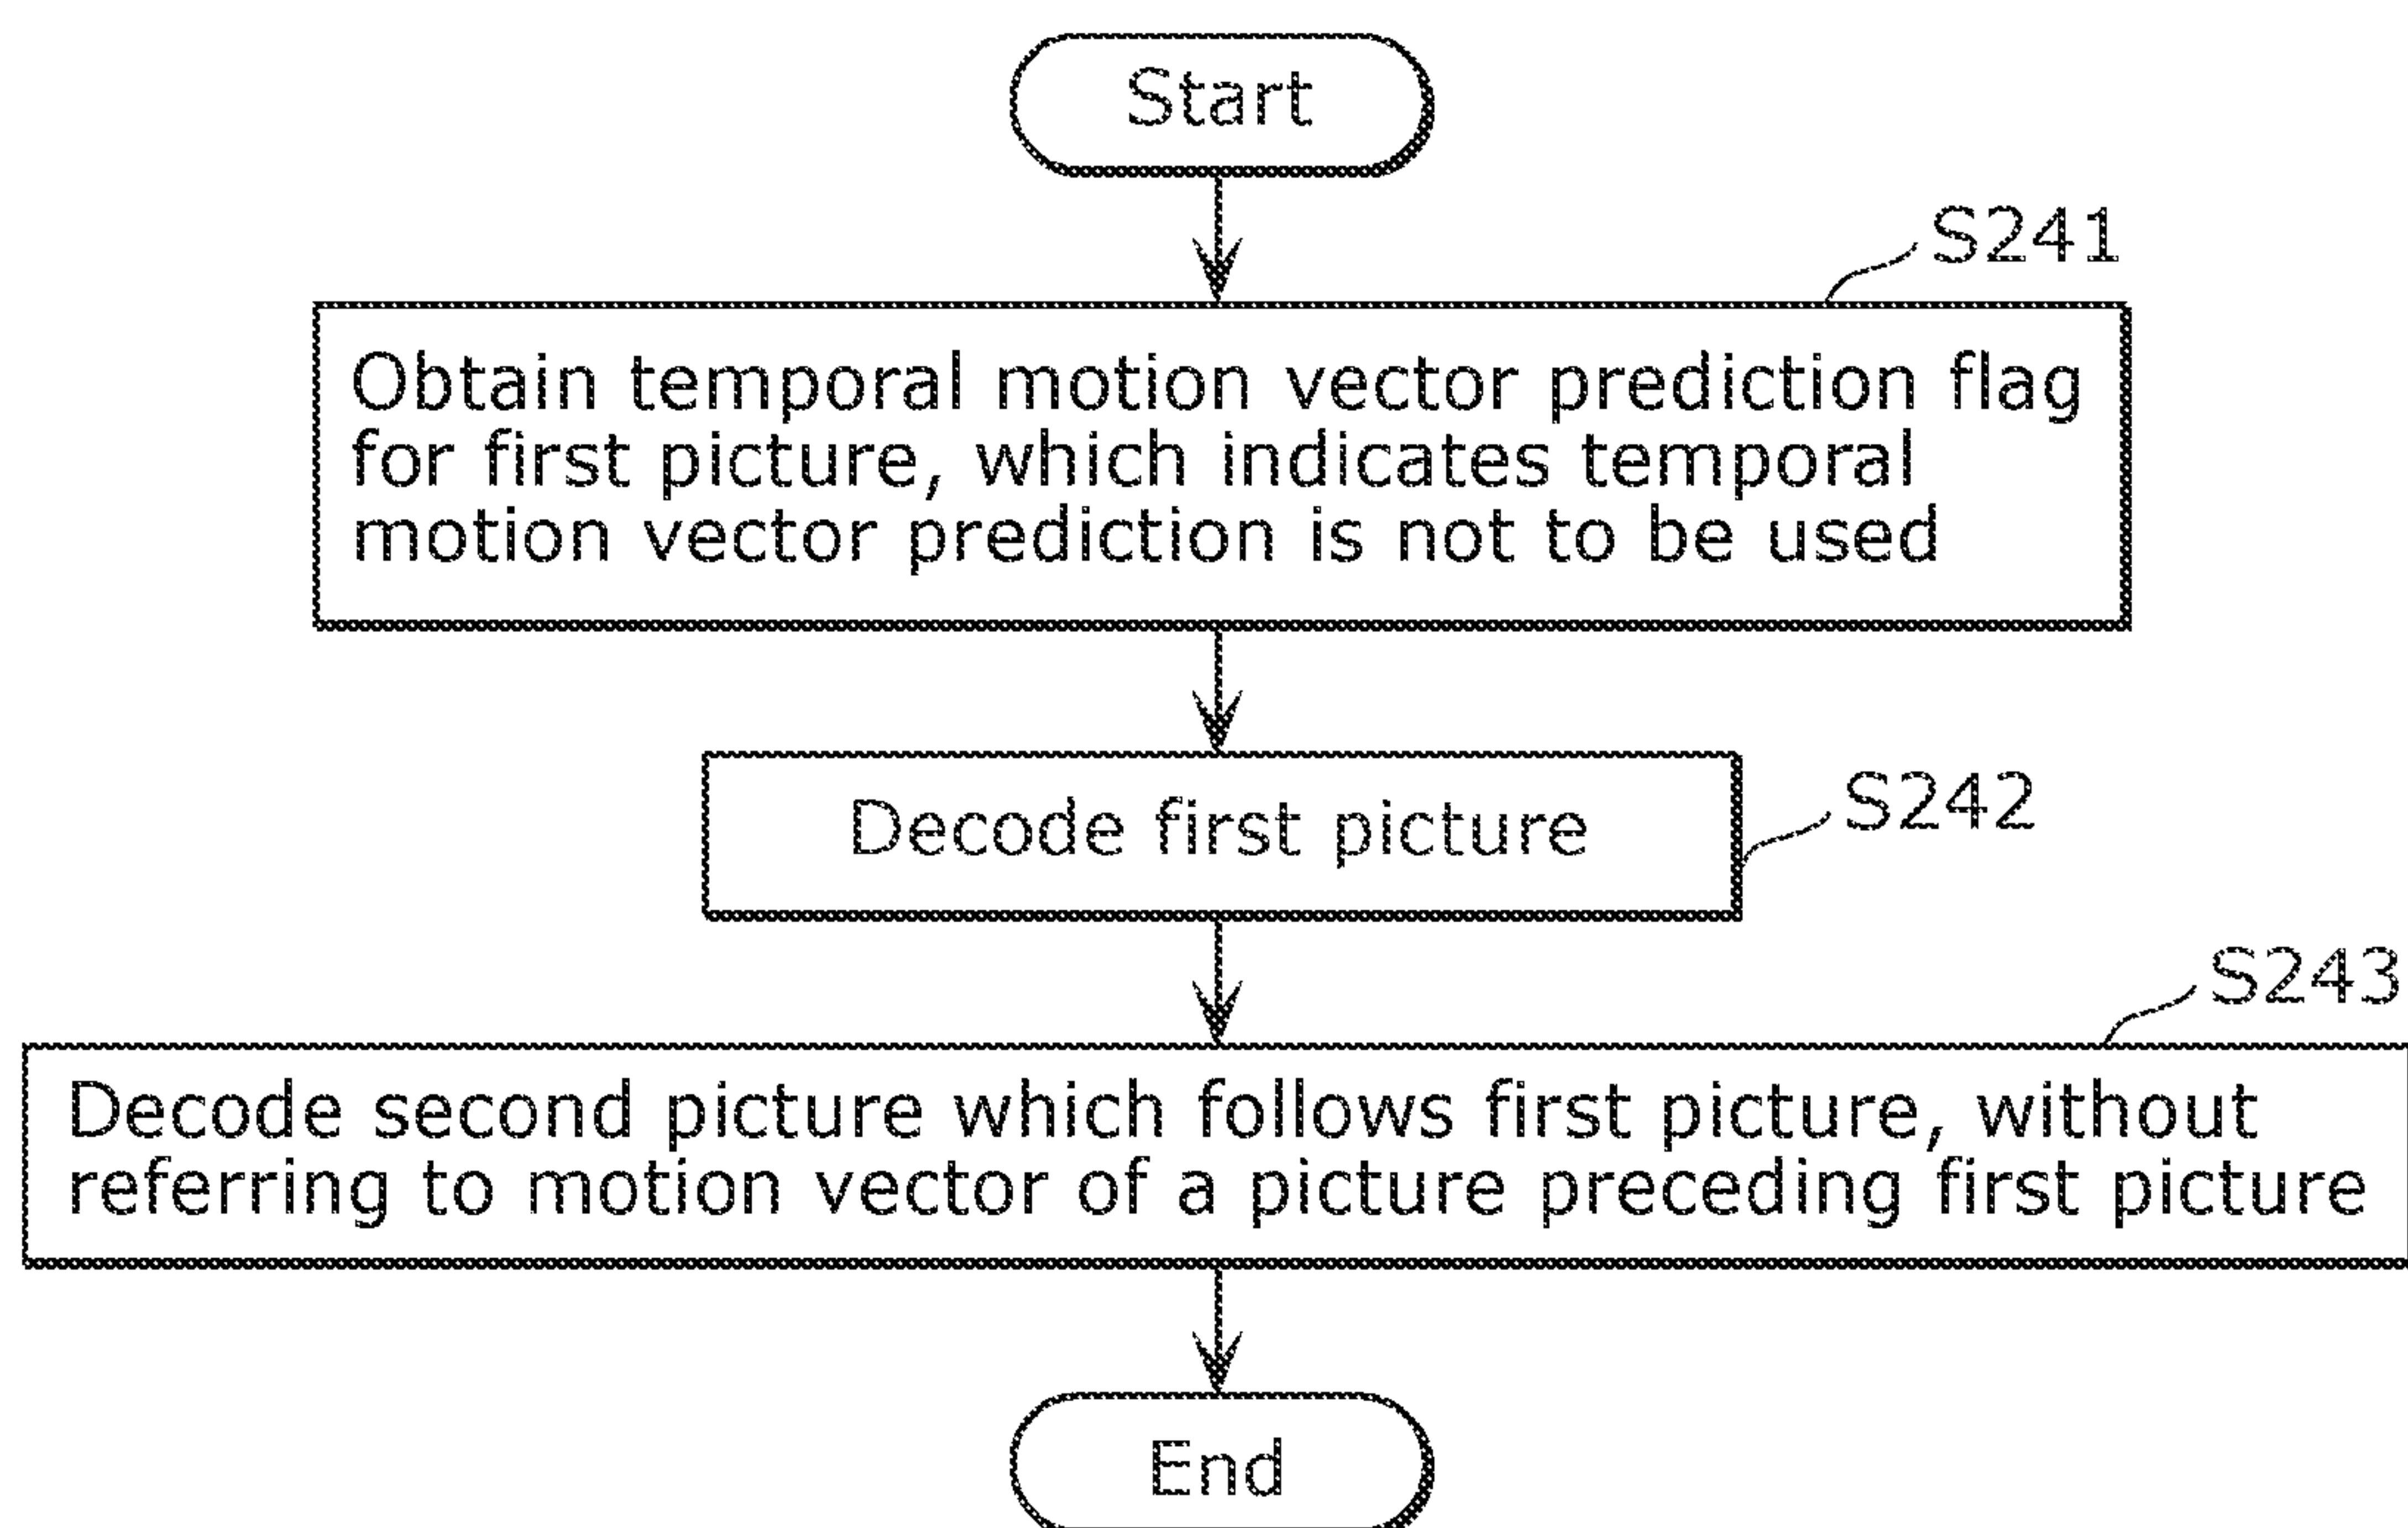 Start
S241
Obtain temporal motion vector prediction flag
for first picture, which indicates temporal
motion vector prediction is not to be used
Decode first picture
S242
S243
Decode second picture which follows first picture, without
referring to motion vector of a picture preceding first picture
End